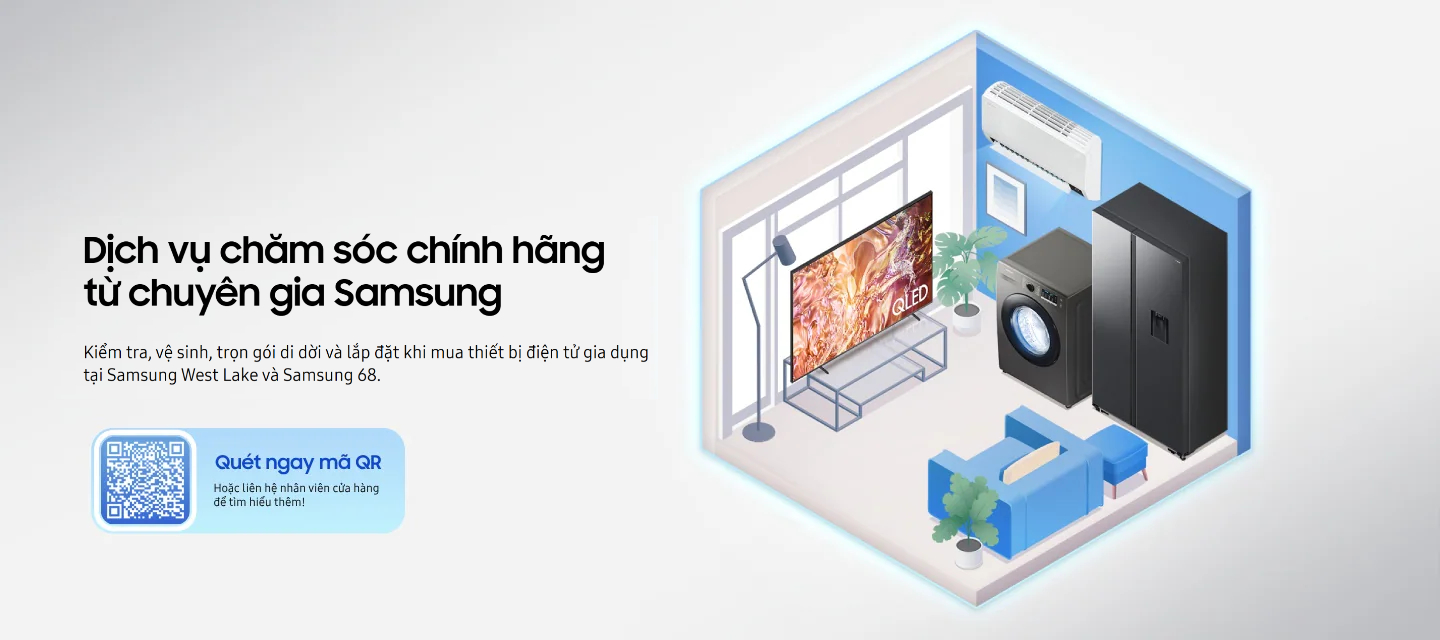 Dịch vụ chăm sóc chính hãng
từ chuyên gia Samsung
Kiểm tra, vệ sinh, trọn gói di dời và lắp đặt khi mua thiết bị điện tử gia dụng
tại Samsung West Lake và Samsung 68.
Quét ngay mã QR
Hoặc liên hệ nhân viên cửa hàng
để tìm hiểu thêm!
QLED